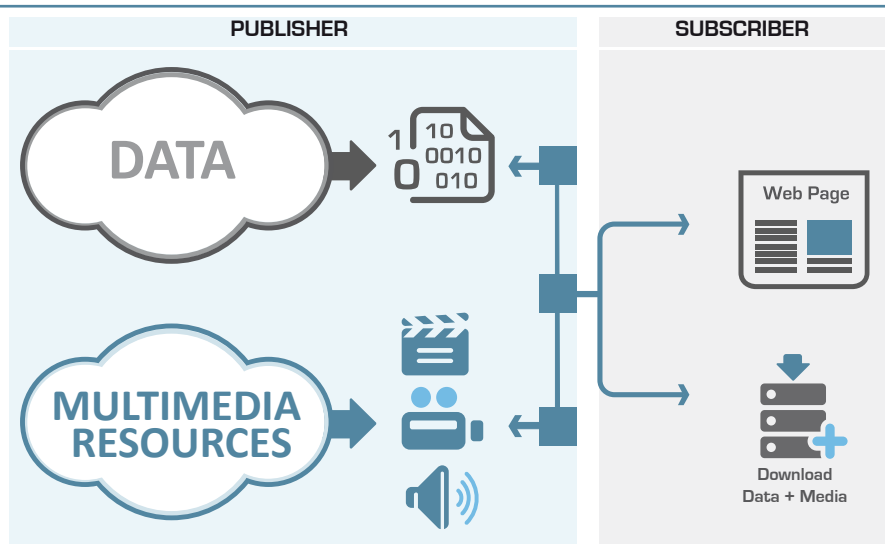 PUBLISHER
SUBSCRIBER
DATA
1 10
0 0010
010
Web Page
MULTIMEDIA
RESOURCES
Download
Data + Media